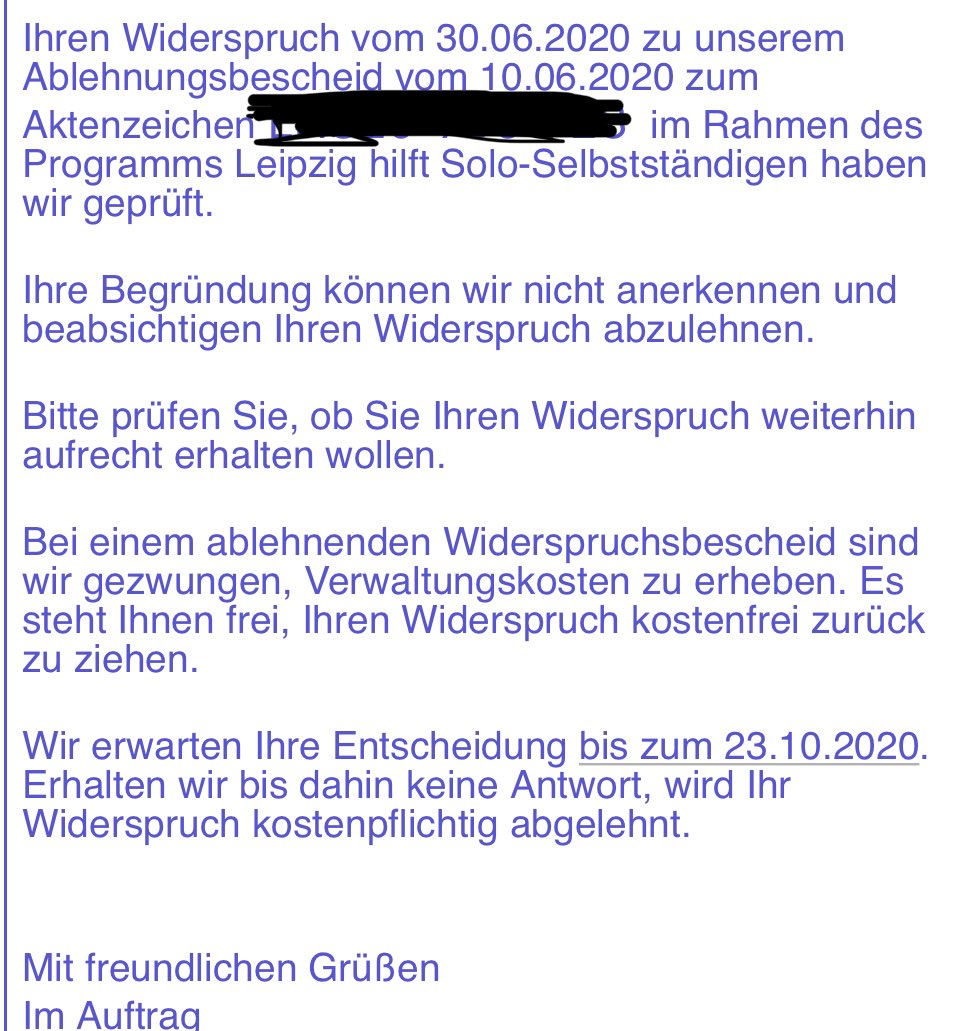 Ihren Widerspruch vom 30.06.2020 zu unserem
Ablehnungsbescheid vom 10.06.2020 zum
Aktenzeichen im Rahmen des
Programms Leipzig hilft Solo-Selbstständigen haben
wir geprüft.
Ihre Begründung können wir nicht anerkennen und
beabsichtigen Ihren Widerspruch abzulehnen.
Bitte prüfen Sie, ob Sie Ihren Widerspruch weiterhin
aufrecht erhalten wollen.
Bei einem ablehnenden Widerspruchsbescheid sind
wir gezwungen, Verwaltungskosten zu erheben. Es
steht Ihnen frei, Ihren Widerspruch kostenfrei zurück
zu ziehen.
Wir erwarten Ihre Entscheidung bis zum 23.10.2020.
Erhalten wir bis dahin keine Antwort, wird Ihr
Widerspruch kostenpflichtig abgelehnt.
Mit freundlichen Grüßen
Im Auftrag